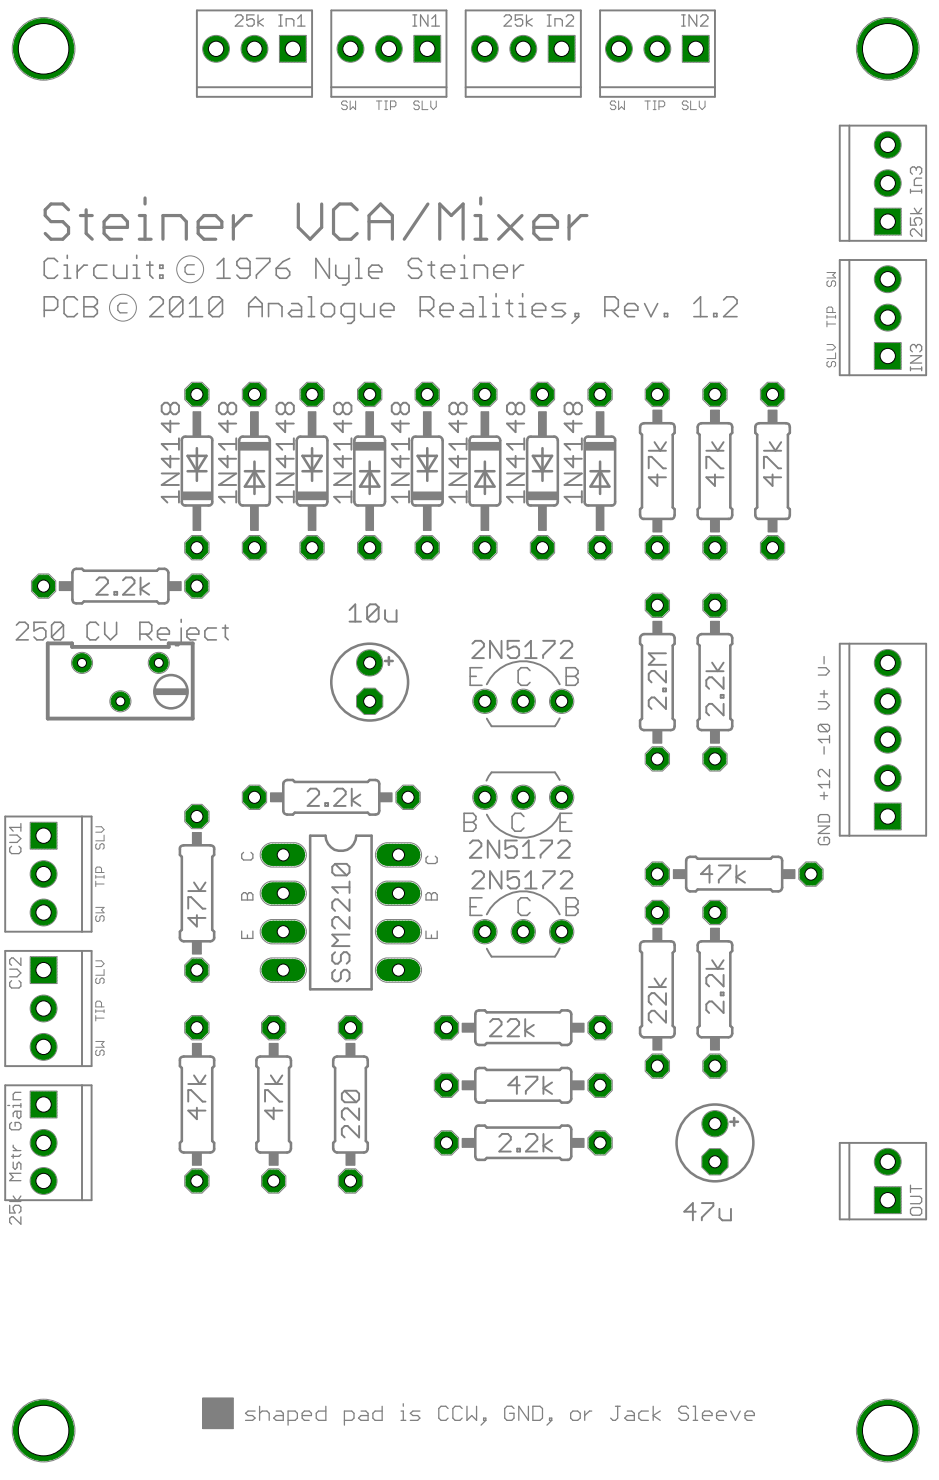 25k In1
IN1
25k In2
IN2
SW TIP SLV
SW TIP SLV
25k In3
Steiner VCA/Mixer
Circuit: © 1976 Nyle Steiner
PCB © 2010 Analogue Realities, Rev. 1.2
SLV TIP SW
IN3
1N4148
1N4148
1N4148
1N4148
1N4148
1N4148
1N4148
1N4148
47k
47k
47k
2.2k
250 CV Reject
10u
+
2N5172
E C B
2.2M
2.2k
GND +12 -10 V+ V-
2.2k
B C E
2N5172
2N5172
E C B
CV1
SLV
TIP
SW
47k
C
B
E
SSM2210
C
B
E
47k
22k
2.2k
CV2
SLV
TIP
SW
22k
47k
2.2k
25k Mstr Gain
47k
47k
220
+
47u
OUT
shaped pad is CCW, GND, or Jack Sleeve